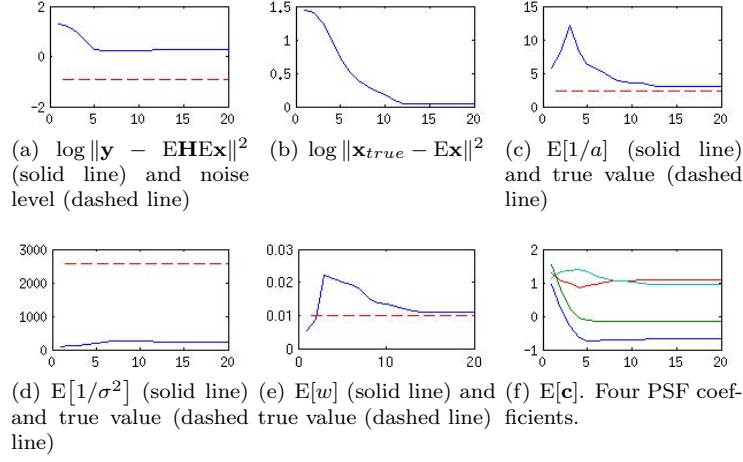 2
0
−2
0 5 10 15 20
1.5
1
0.5
0
0 5 10 15 20
15
10
5
0
0 5 10 15 20
(a) log ‖y − EHEx‖² (solid line) and noise level (dashed line)
(b) log ‖x_true − Ex‖²
(c) E[1/a] (solid line) and true value (dashed line)
3000
2000
1000
0
0 5 10 15 20
0.03
0.02
0.01
0
0 5 10 15 20
2
1
0
−1
0 5 10 15 20
(d) E[1/σ²] (solid line) and true value (dashed line)
(e) E[w] (solid line) and true value (dashed line)
(f) E[c]. Four PSF coefficients.